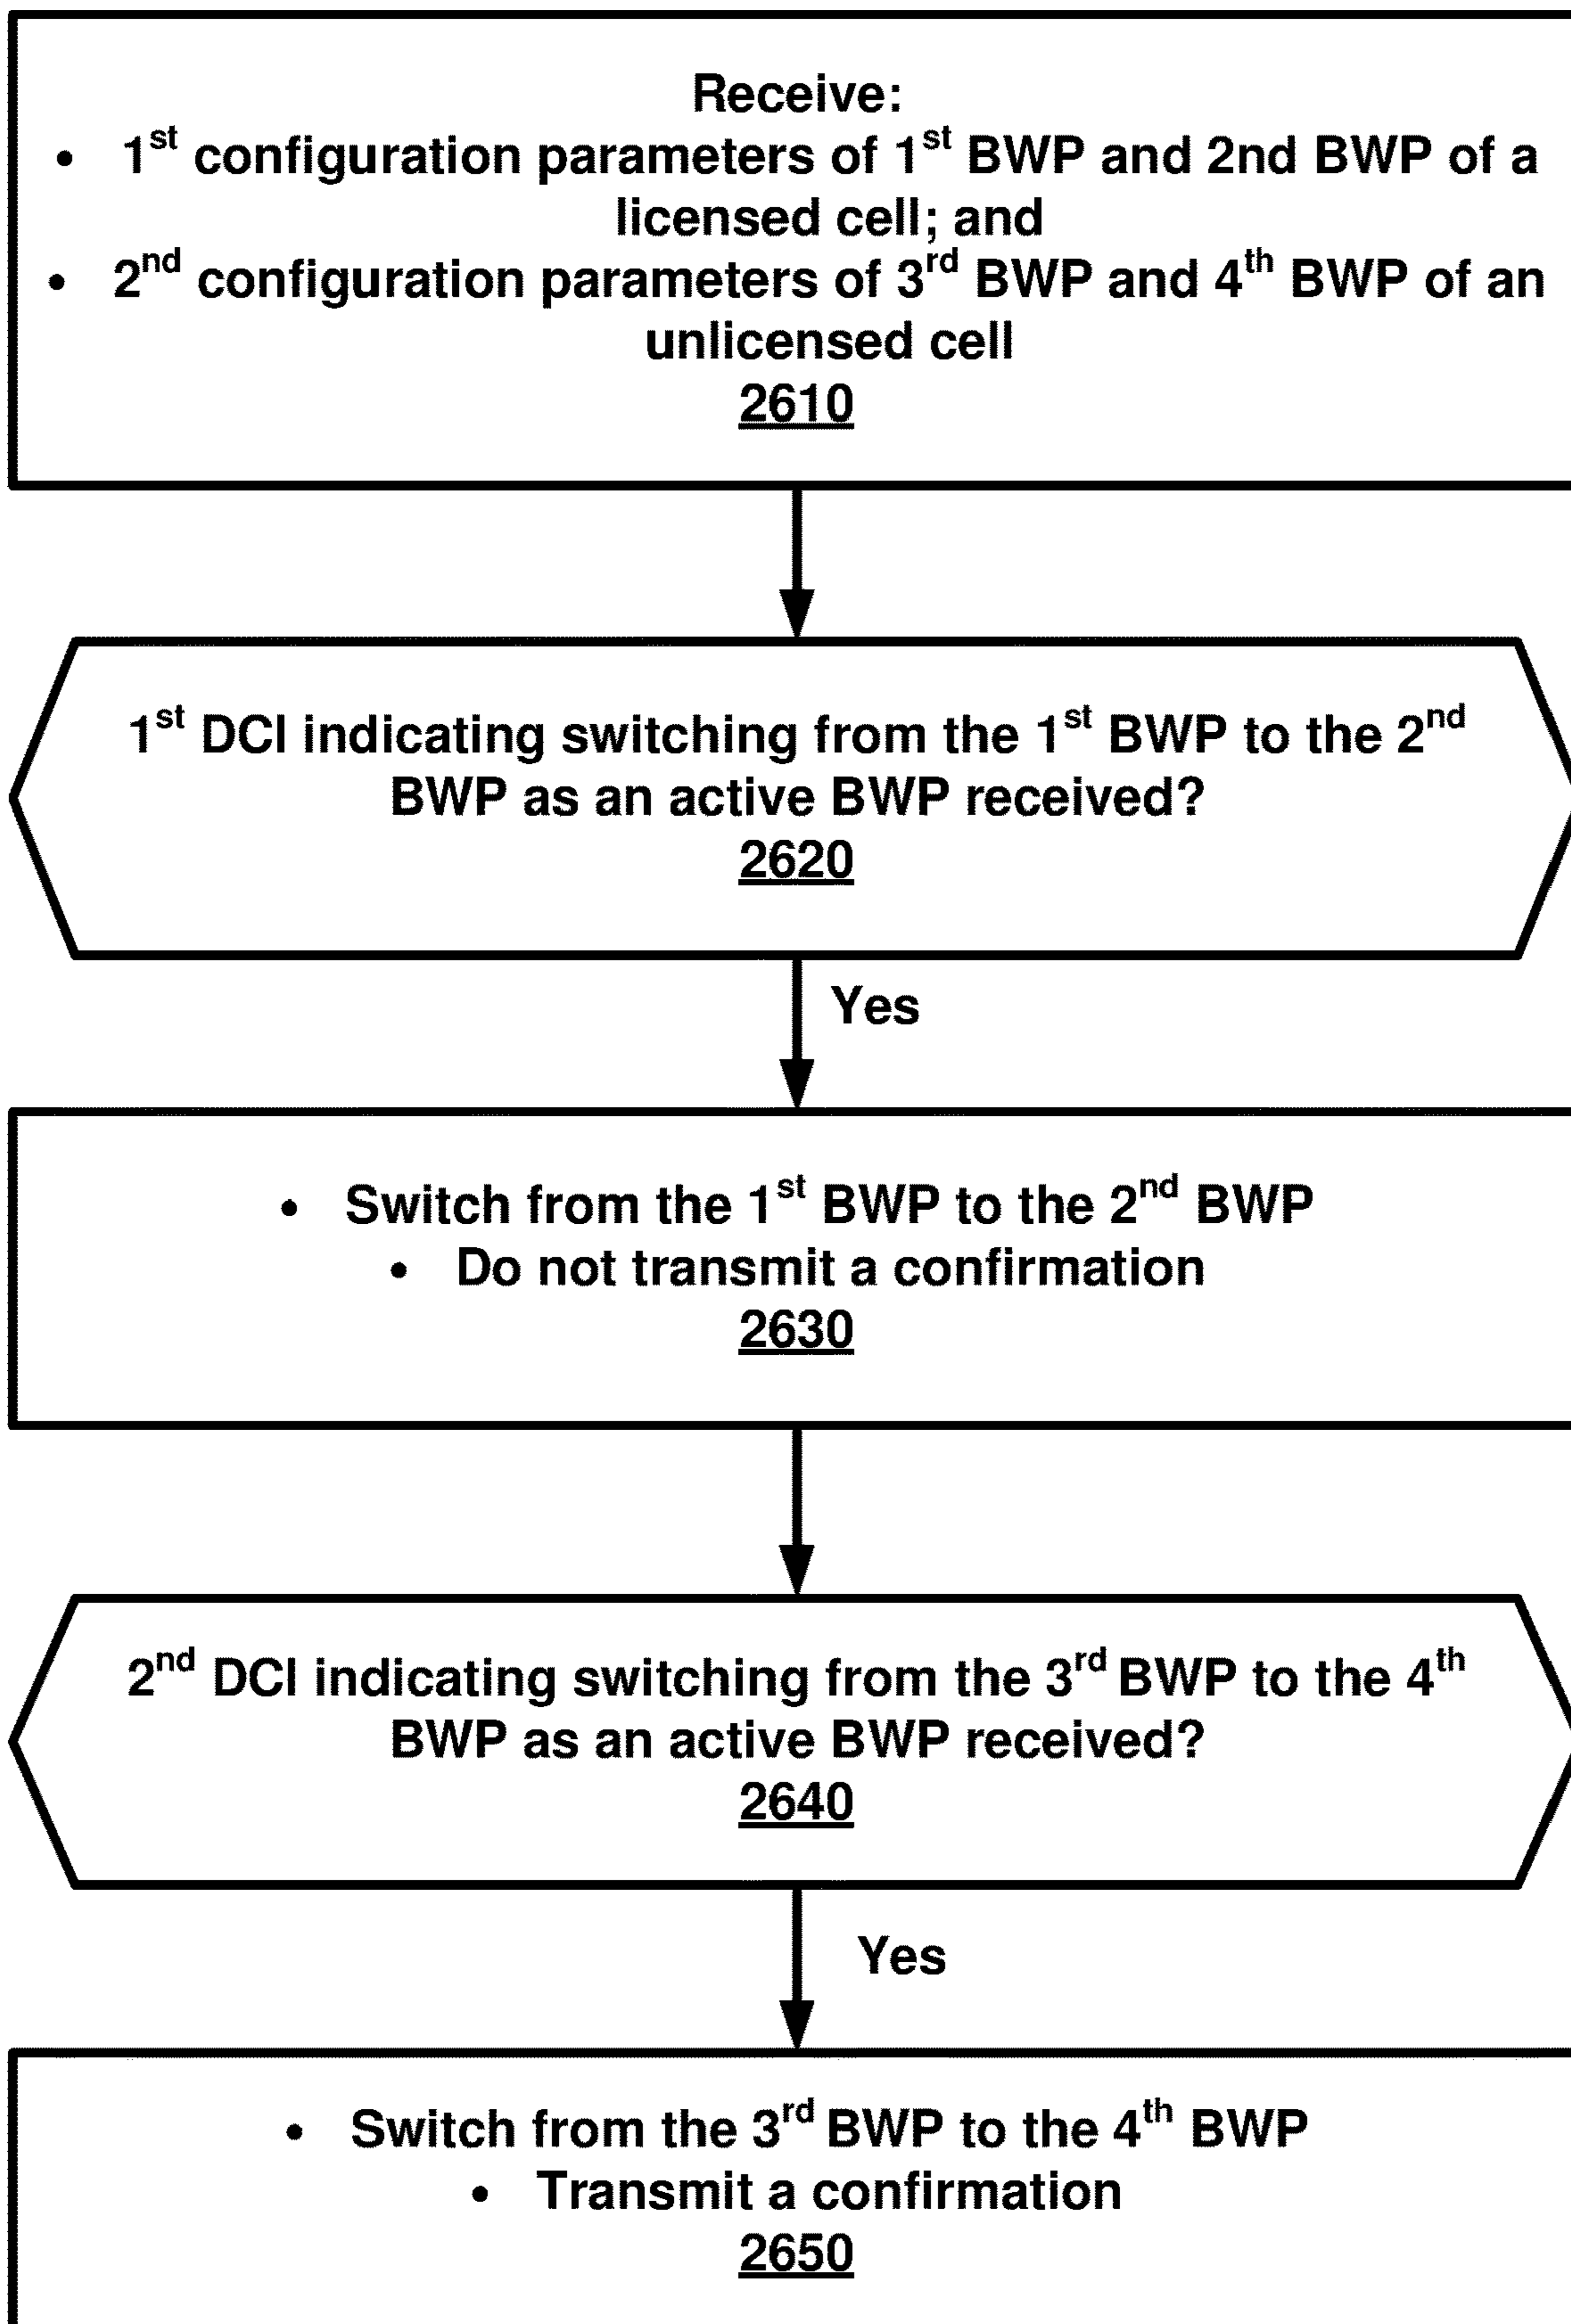 Receive:
• 1st configuration parameters of 1st BWP and 2nd BWP of a
licensed cell; and
• 2nd configuration parameters of 3rd BWP and 4th BWP of an
unlicensed cell
2610
1st DCI indicating switching from the 1st BWP to the 2nd
BWP as an active BWP received?
2620
Yes
• Switch from the 1st BWP to the 2nd BWP
• Do not transmit a confirmation
2630
2nd DCI indicating switching from the 3rd BWP to the 4th
BWP as an active BWP received?
2640
Yes
• Switch from the 3rd BWP to the 4th BWP
• Transmit a confirmation
2650